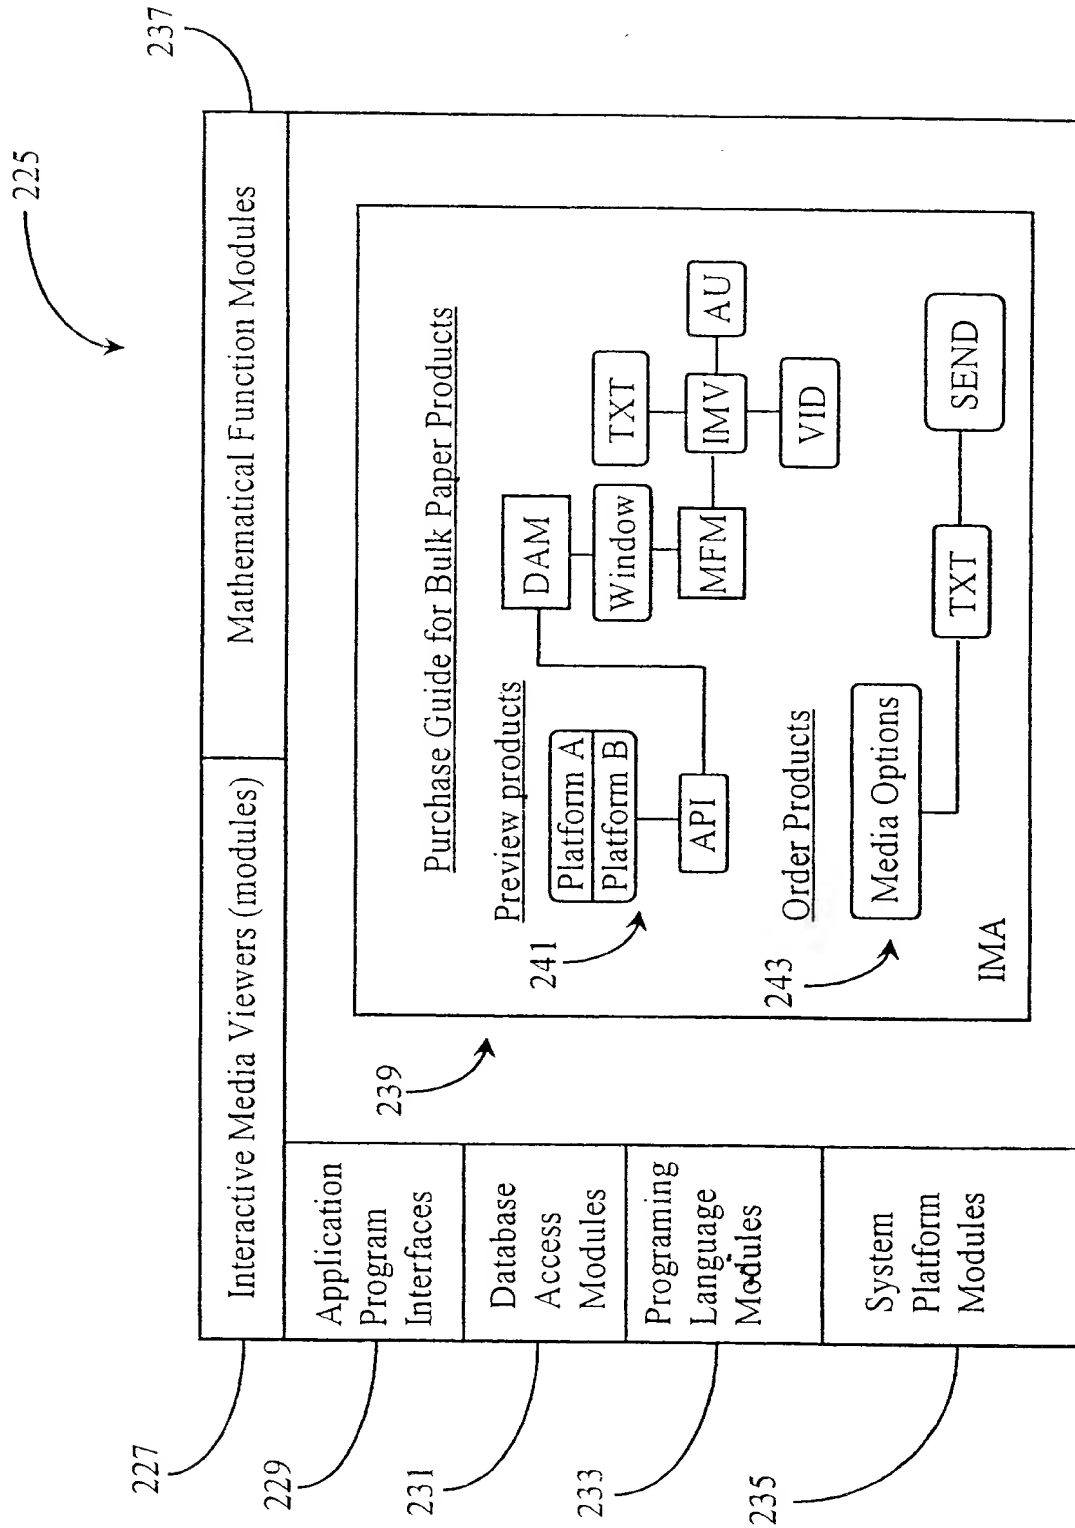 225
237
227
Interactive Media Viewers (modules)
Mathematical Function Modules
229
Application
Program
Interfaces
231
Database
Access
Modules
233
Programing
Language
Modules
235
System
Platform
Modules
239
Purchase Guide for Bulk Paper Products
Preview products
241
Platform A
Platform B
API
DAM
Window
MFM
TXT
IMV
AU
VID
Order Products
243
Media Options
TXT
SEND
IMA